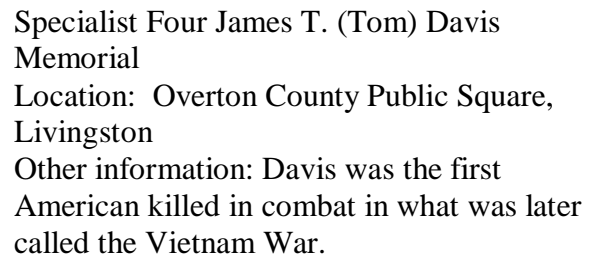 Specialist Four James T. (Tom) Davis
Memorial
Location:  Overton County Public Square,
Livingston
Other information: Davis was the first
American killed in combat in what was later
called the Vietnam War.